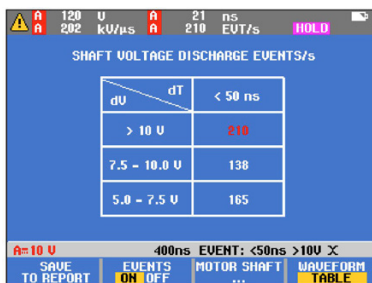 A 120 V A 21 ns
A 202 kV/µs 210 EVT/s HOLD
SHAFT VOLTAGE DISCHARGE EVENTS/s
dV dT < 50 ns
> 10 V 210
7.5 - 10.0 V 138
5.0 - 7.5 V 165
A=10 V 400ns EVENT: <50ns >10V
SAVE TO REPORT EVENTS ON OFF MOTOR SHAFT ... WAVEFORM TABLE